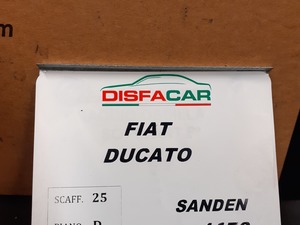 m
DISFACAR
FIAT
DUCATO
SCAFF. 25
SANDEN